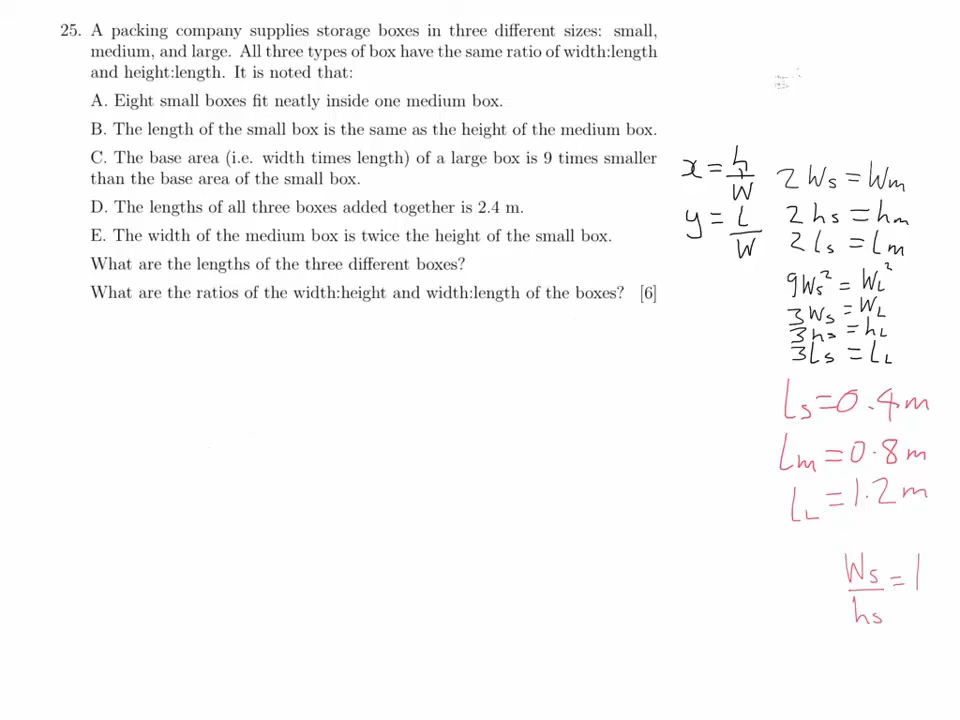 25. A packing company supplies storage boxes in three different sizes: small,
medium, and large. All three types of box have the same ratio of width:length
and height:length. It is noted that:
A. Eight small boxes fit neatly inside one medium box.
B. The length of the small box is the same as the height of the medium box.
C. The base area (i.e. width times length) of a large box is 9 times smaller
than the base area of the small box.
D. The lengths of all three boxes added together is 2.4 m.
E. The width of the medium box is twice the height of the small box.
What are the lengths of the three different boxes?
What are the ratios of the width:height and width:length of the boxes? [6]
x = h/W
y = L/W
2 Ws = Wm
2 hs = hm
2 Ls = Lm
9Ws² = WL²
3Ws = WL
3hs = hL
3Ls = LL
Ls = 0.4m
Lm = 0.8m
LL = 1.2m
Ws/hs = 1